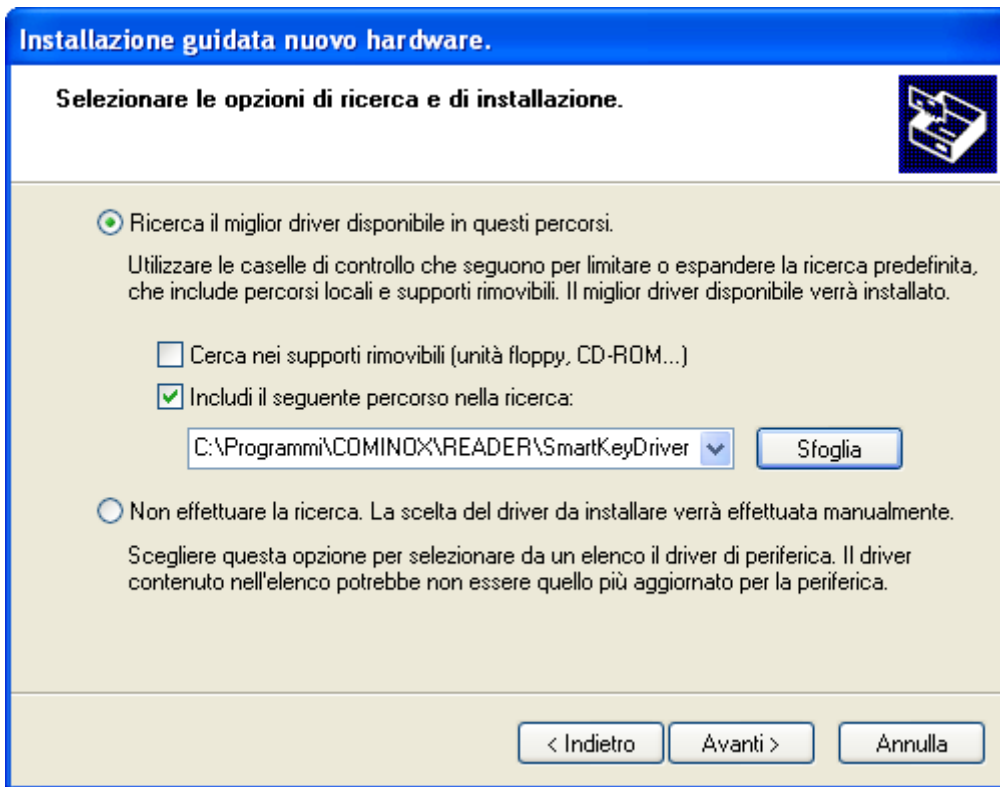 Installazione guidata nuovo hardware.
Selezionare le opzioni di ricerca e di installazione.
Ricerca il miglior driver disponibile in questi percorsi.
Utilizzare le caselle di controllo che seguono per limitare o espandere la ricerca predefinita,
che include percorsi locali e supporti rimovibili. Il miglior driver disponibile verrà installato.
Cerca nei supporti rimovibili (unità floppy, CD-ROM...)
Includi il seguente percorso nella ricerca:
C:\Programmi\COMINOX\READER\SmartKeyDriver
Sfoglia
Non effettuare la ricerca. La scelta del driver da installare verrà effettuata manualmente.
Scegliere questa opzione per selezionare da un elenco il driver di periferica. Il driver
contenuto nell'elenco potrebbe non essere quello più aggiornato per la periferica.
< Indietro
Avanti >
Annulla